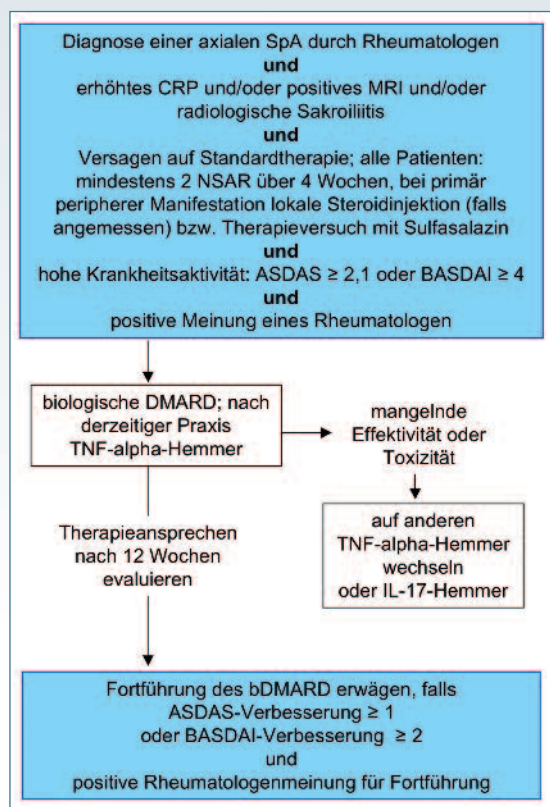 Diagnose einer axialen SpA durch Rheumatologen
und
erhöhtes CRP und/oder positives MRI und/oder
radiologische Sakroiliitis
und
Versagen auf Standardtherapie; alle Patienten:
mindestens 2 NSAR über 4 Wochen, bei primär
peripherer Manifestation lokale Steroidinjektion (falls
angemessen) bzw. Therapieversuch mit Sulfasalazin
und
hohe Krankheitsaktivität: ASDAS ≥ 2,1 oder BASDAI ≥ 4
und
positive Meinung eines Rheumatologen
biologische DMARD; nach
derzeitiger Praxis
TNF-alpha-Hemmer
mangelnde
Effektivität oder
Toxizität
auf anderen
TNF-alpha-Hemmer
wechseln
oder IL-17-Hemmer
Therapieansprechen
nach 12 Wochen
evaluieren
Fortführung des bDMARD erwägen, falls
ASDAS-Verbesserung ≥ 1
oder BASDAI-Verbesserung ≥ 2
und
positive Rheumatologenmeinung für Fortführung